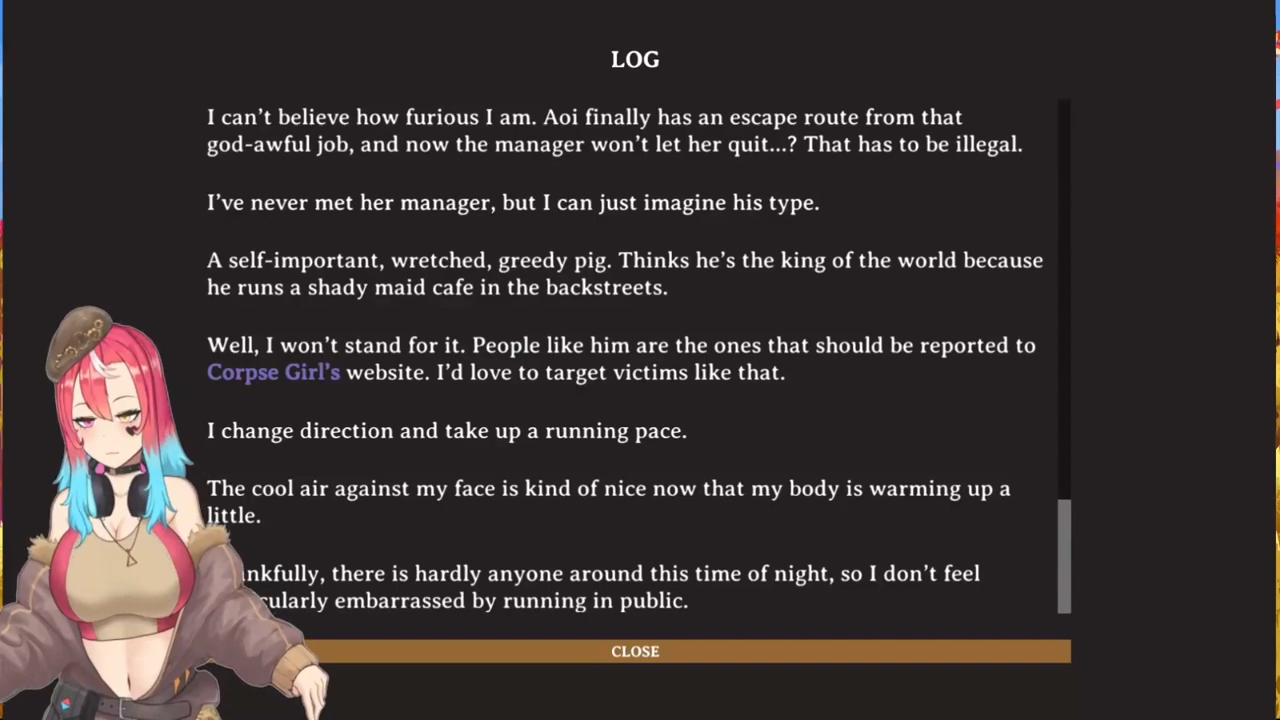 LOG
I can't believe how furious I am. Aoi finally has an escape route from that
god-awful job, and now the manager won't let her quit...? That has to be illegal.
I've never met her manager, but I can just imagine his type.
A self-important, wretched, greedy pig. Thinks he's the king of the world because
he runs a shady maid cafe in the backstreets.
Well, I won't stand for it. People like him are the ones that should be reported to
Corpse Girl's website. I'd love to target victims like that.
I change direction and take up a running pace.
The cool air against my face is kind of nice now that my body is warming up a
little.
there is hardly anyone around this time of night, so I don't feel
embarrassed by running in public.
CLOSE